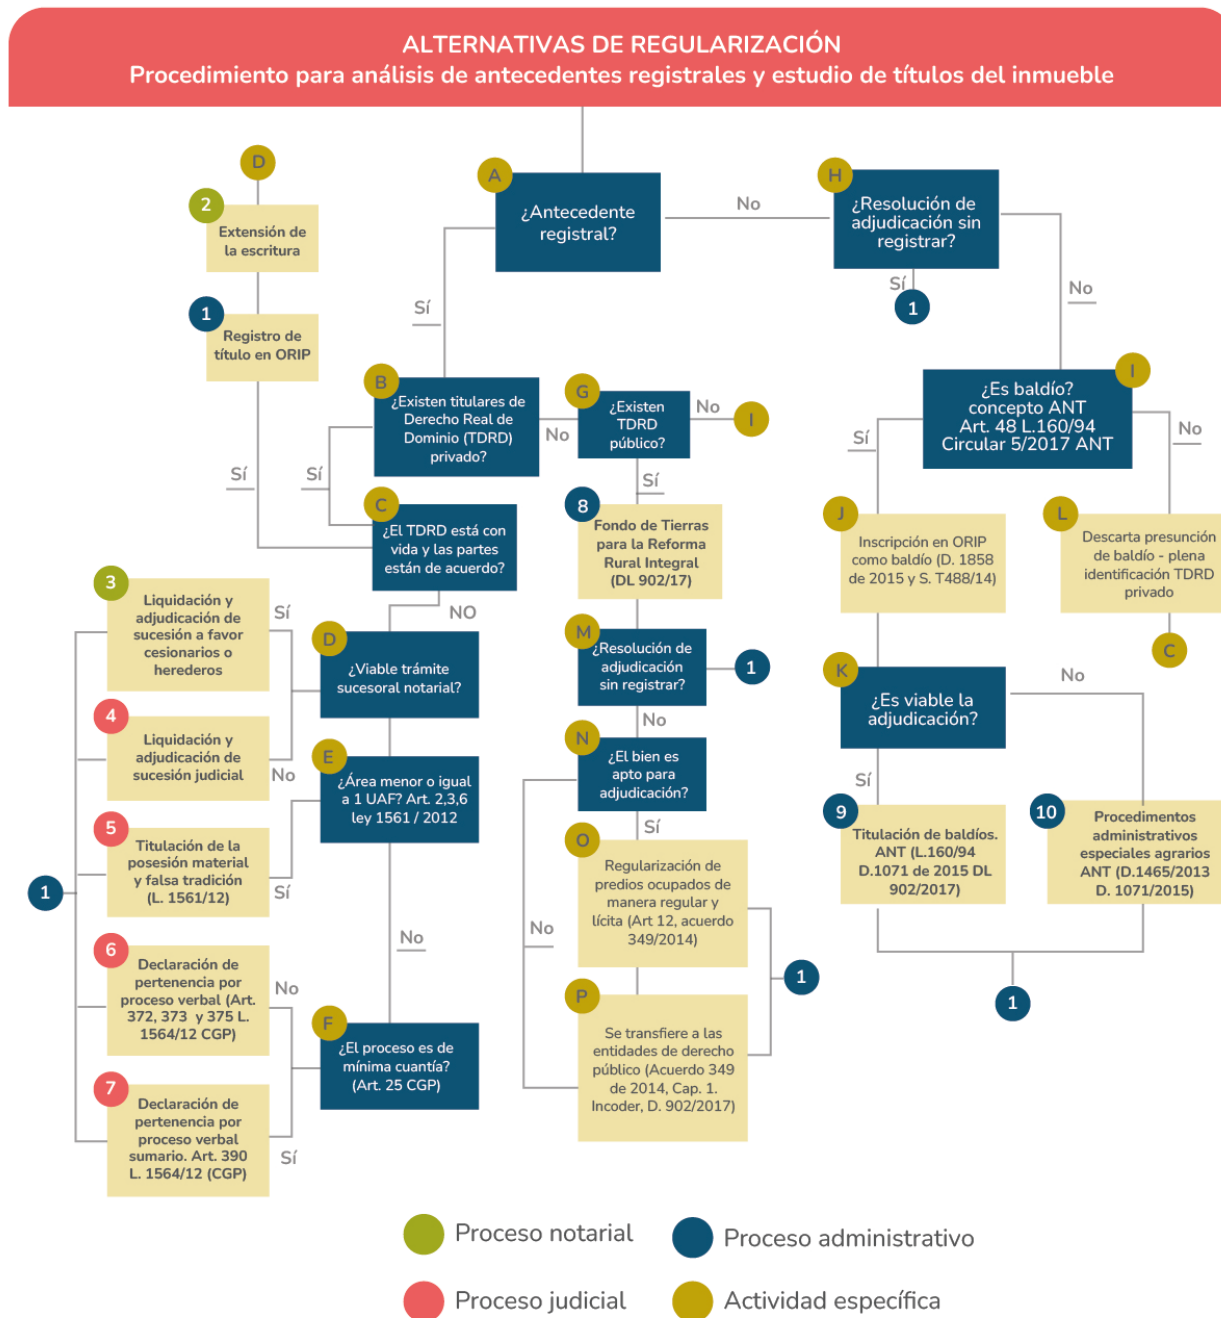 ALTERNATIVAS DE REGULARIZACIÓN
Procedimiento para análisis de antecedentes registrales y estudio de títulos del inmueble
D
2
Extensión de
la escritura
1
Registro de
título en ORIP
Sí
A
¿Antecedente
registral?
No
Sí
H
¿Resolución de
adjudicación sin
registrar?
Sí
1
No
B
¿Existen titulares de
Derecho Real de
Dominio (TDRD)
privado?
No
Sí
G
¿Existen
TDRD
público?
No
I
Sí
I
¿Es baldío?
concepto ANT
Art. 48 L.160/94
Circular 5/2017 ANT
Sí
No
C
¿El TDRD está con
vida y las partes
están de acuerdo?
NO
8
Fondo de Tierras
para la Reforma
Rural Integral
(DL 902/17)
J
Inscripción en ORIP
como baldío (D. 1858
de 2015 y S. T488/14)
L
Descarta presunción
de baldío - plena
identificación TDRD
privado
C
3
Liquidación y
adjudicación de
sucesión a favor
cesionarios o
herederos
Sí
D
¿Viable trámite
sucesoral notarial?
M
¿Resolución de
adjudicación
sin registrar?
1
No
K
¿Es viable la
adjudicación?
No
Sí
4
Liquidación y
adjudicación de
sucesión judicial
No
E
¿Área menor o igual
a 1 UAF? Art. 2,3,6
ley 1561 / 2012
N
¿El bien es
apto para
adjudicación?
Sí
5
Titulación de la
posesión material
y falsa tradición
(L. 1561/12)
Sí
1
No
O
Regularización de
predios ocupados de
manera regular y
lícita (Art 12, acuerdo
349/2014)
No
1
9
Titulación de baldíos.
ANT (L.160/94
D.1071 de 2015 DL
902/2017)
10
Procedimentos
administrativos
especiales agrarios
ANT (D.1465/2013
D. 1071/2015)
1
6
Declaración de
pertenencia por
proceso verbal (Art.
372, 373 y 375 L.
1564/12 CGP)
No
F
¿El proceso es de
mínima cuantía?
(Art. 25 CGP)
P
Se transfiere a las
entidades de derecho
público (Acuerdo 349
de 2014, Cap. 1.
Incoder, D. 902/2017)
7
Declaración de
pertenencia por
proceso verbal
sumario. Art. 390
L. 1564/12 (CGP)
Sí
Proceso notarial
Proceso administrativo
Proceso judicial
Actividad específica